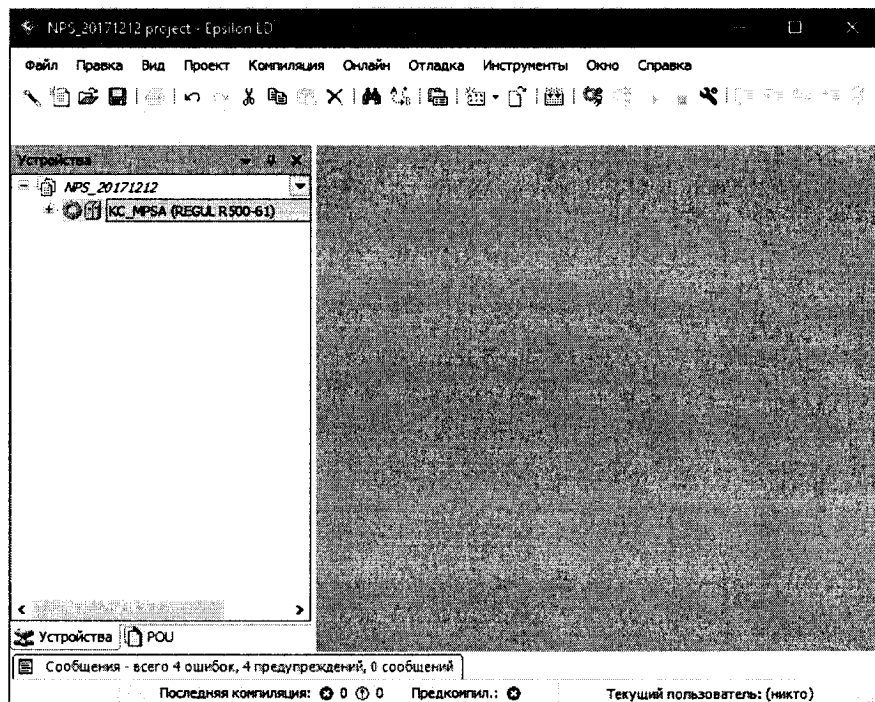 NPS_20171212.project - Epsilon LD
Файл Правка Вид Проект Компиляция Онлайн Отладка Инструменты Окно Справка
Устройства
NPS_20171212
KC_MPSA (REGUL R500-61)
Устройства POU
Сообщения - всего 4 ошибок, 4 предупреждений, 0 сообщений
Последняя компиляция: 0 0 Предкомпил.: Текущий пользователь: (никто)